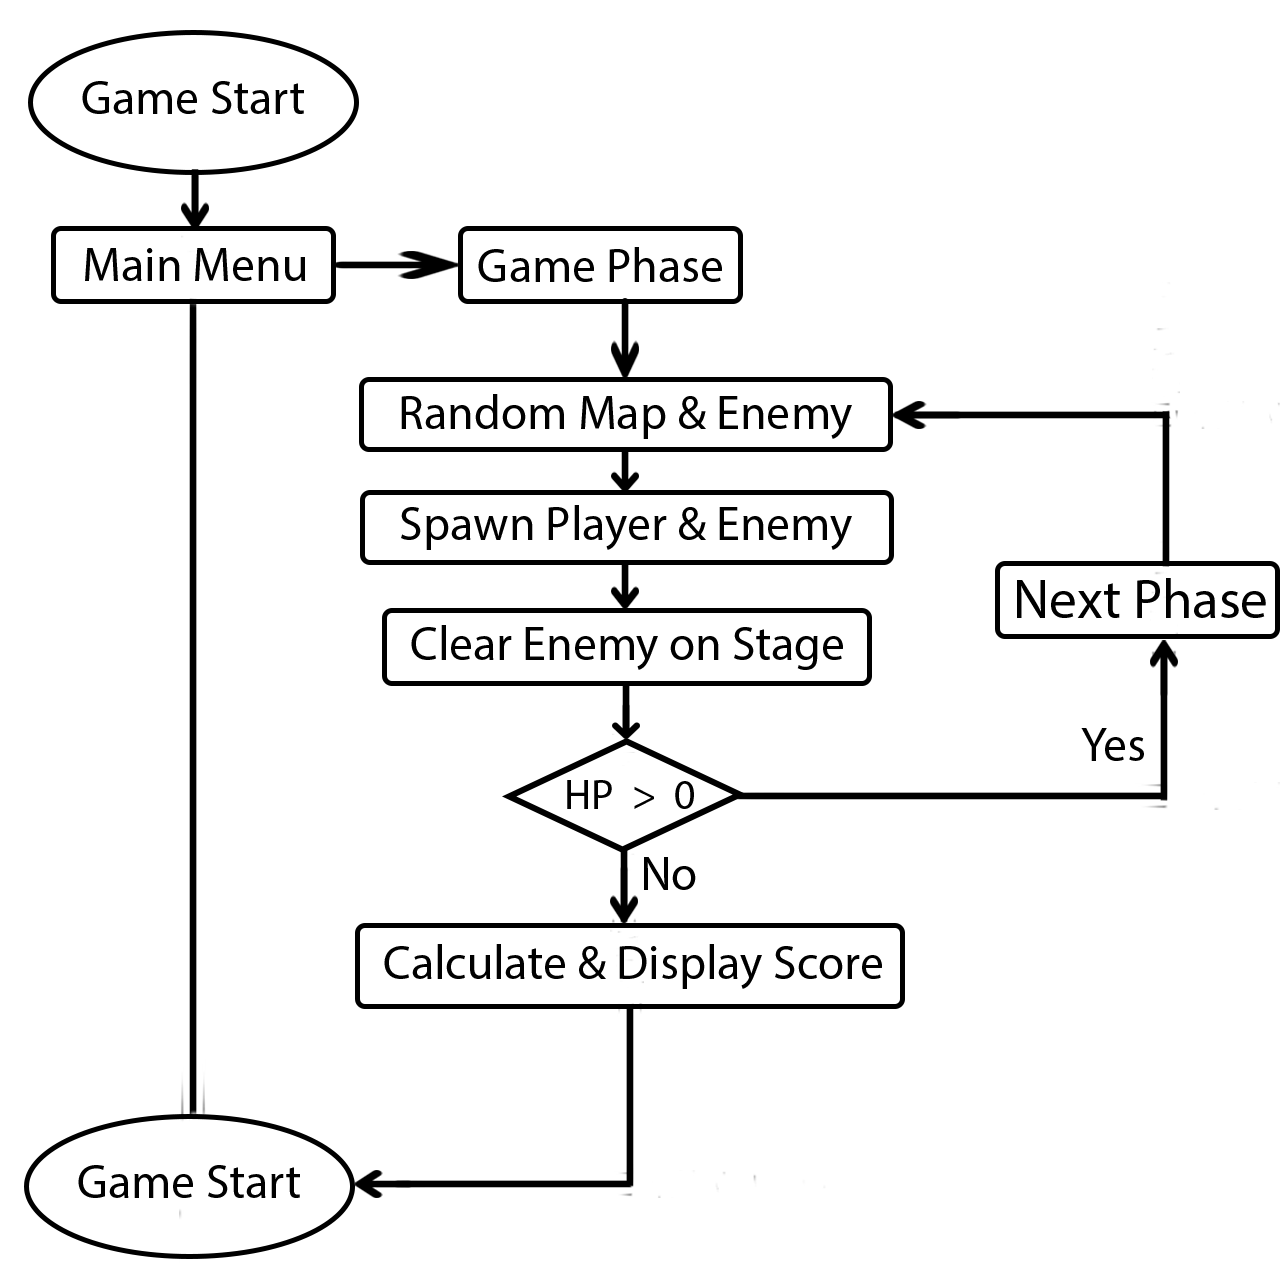 Game Start
Main Menu
Game Phase
Random Map & Enemy
Spawn Player & Enemy
Next Phase
Clear Enemy on Stage
Yes
HP > 0
No
Calculate & Display Score
Game Start